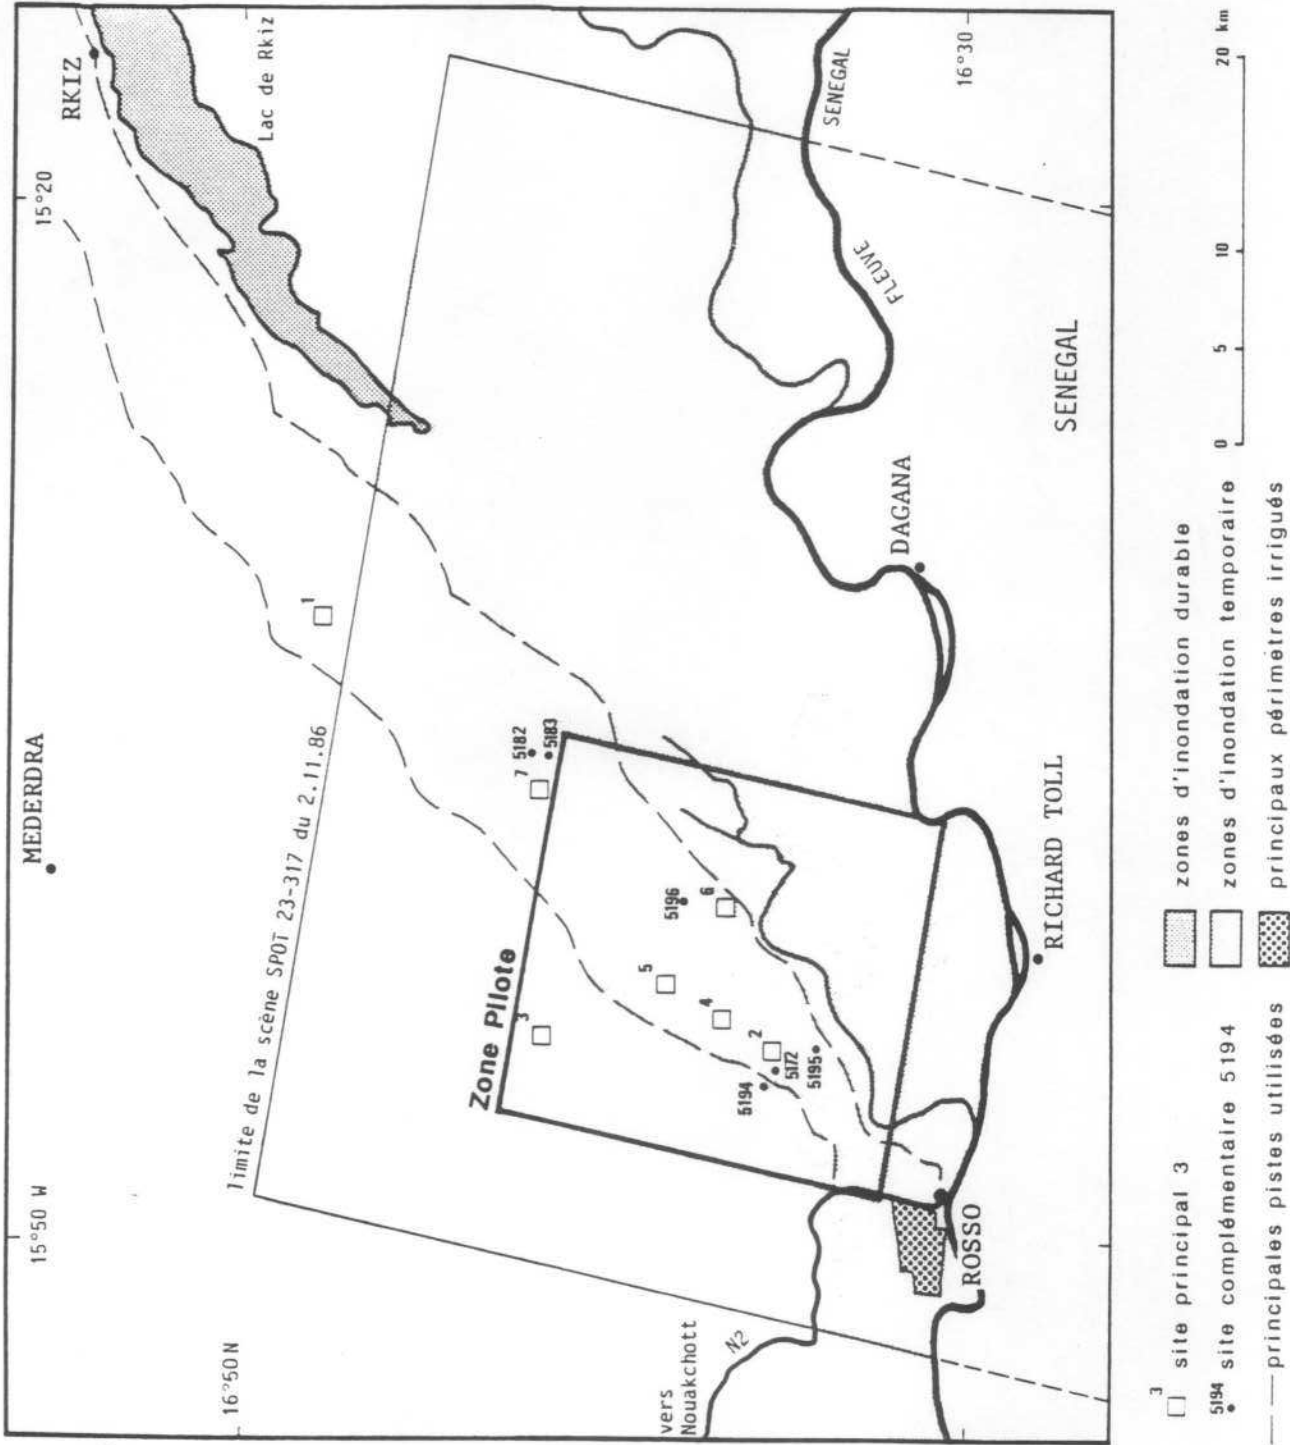 MEDERDRA
RKIZ
15°50 W
15°20
Lac de Rkiz
16°50N
limite de la scène SPOT 23-317 du 2.11.86
1
7
5182
5183
Zone Pilote
3
5
5196
6
4
2
5194
5172
5195
vers
Nouakchott
N2
ROSSO
RICHARD TOLL
DAGANA
FLEUVE
SENEGAL
SENEGAL
16°30
3
site principal 3
5194
site complémentaire 5194
principales pistes utilisées
zones d'inondation durable
zones d'inondation temporaire
principaux périmètres irrigués
0 5 10 20 km